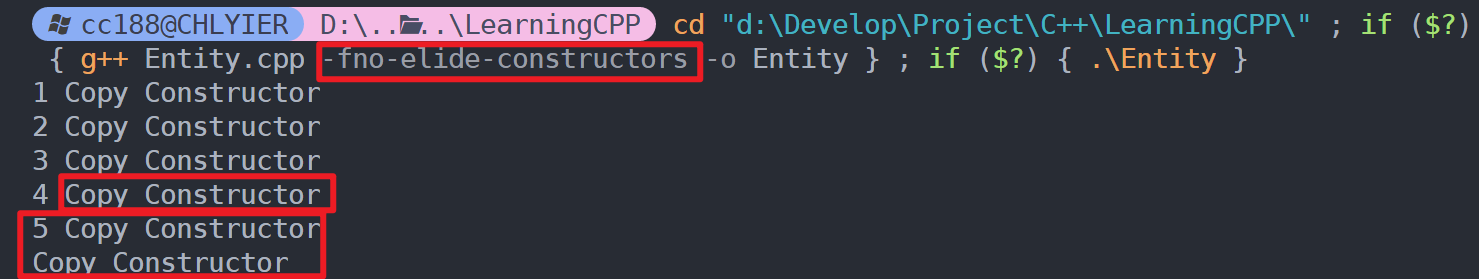 cc188@CHLYIER D:\..\..\LearningCPP cd "d:\Develop\Project\C++\LearningCPP\" ; if ($?)
{ g++ Entity.cpp -fno-elide-constructors -o Entity } ; if ($?) { .\Entity }
1 Copy Constructor
2 Copy Constructor
3 Copy Constructor
4 Copy Constructor
5 Copy Constructor
Copy Constructor